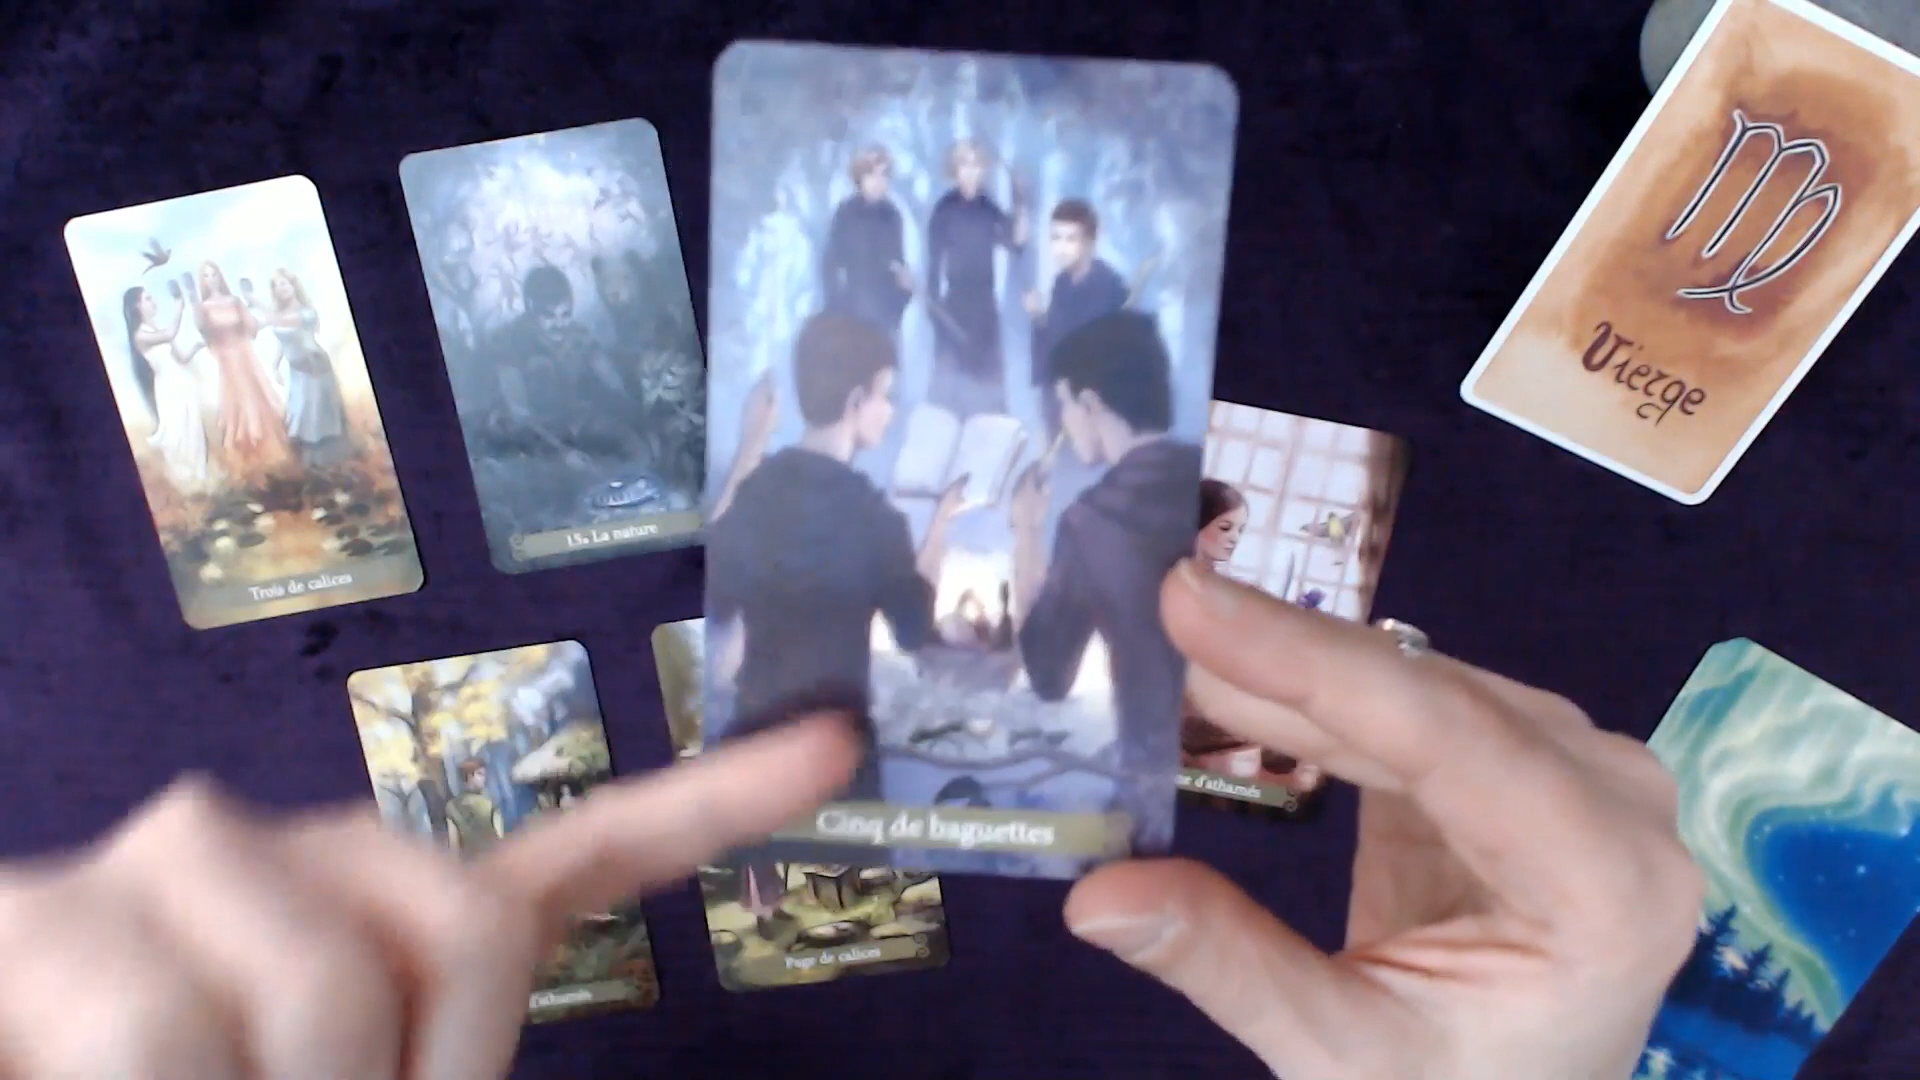 Vierge
15. La nature
Trois de calices
d'athamés
Cinq de baguettes
Page de calices
d'athamés